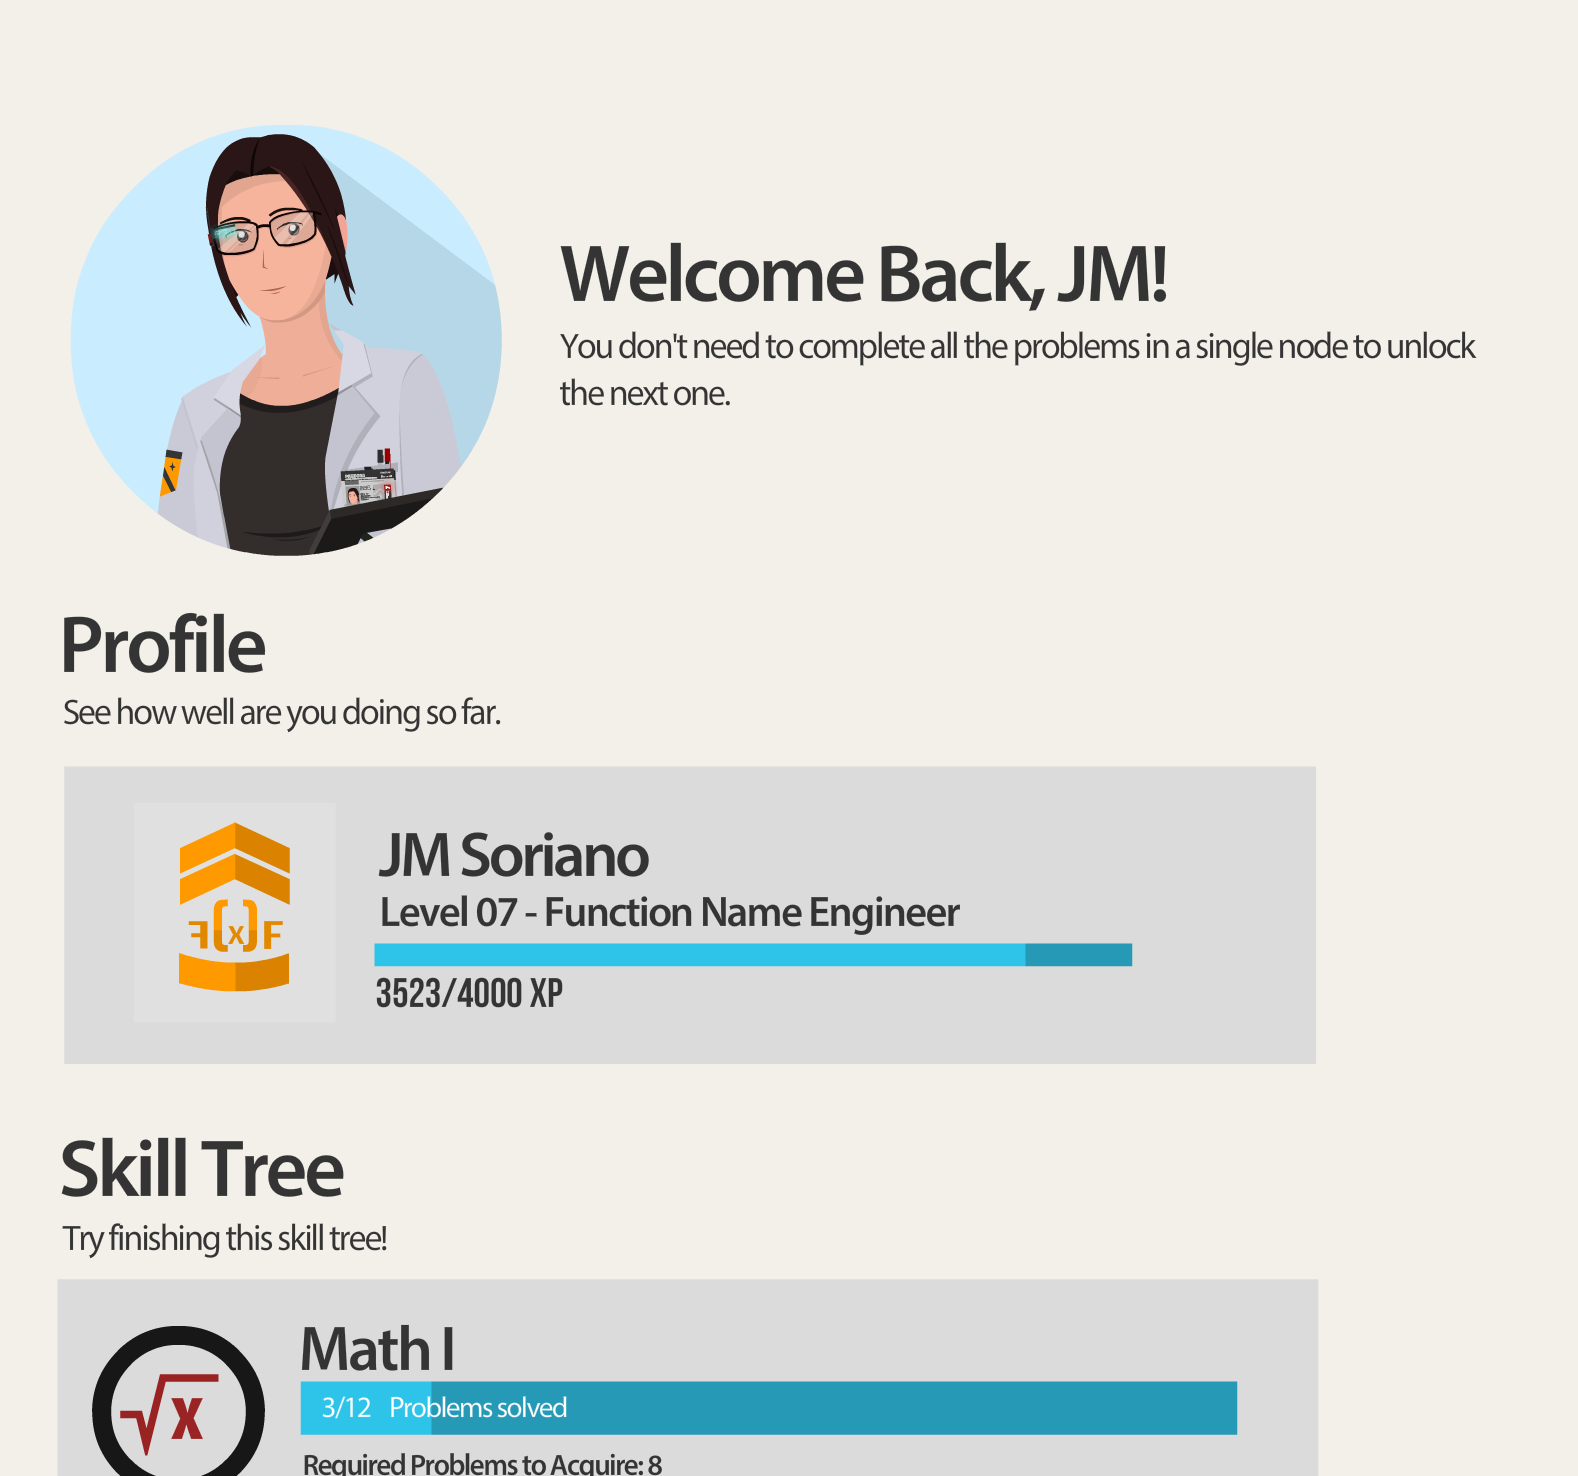 Welcome Back, JM!
You don't need to complete all the problems in a single node to unlock
the next one.
Profile
See how well are you doing so far.
JM Soriano
Level 07 - Function Name Engineer
3523/4000 XP
Skill Tree
Try finishing this skill tree!
Math I
√x
3/12 Problems solved
Required Problems to Acquire: 8